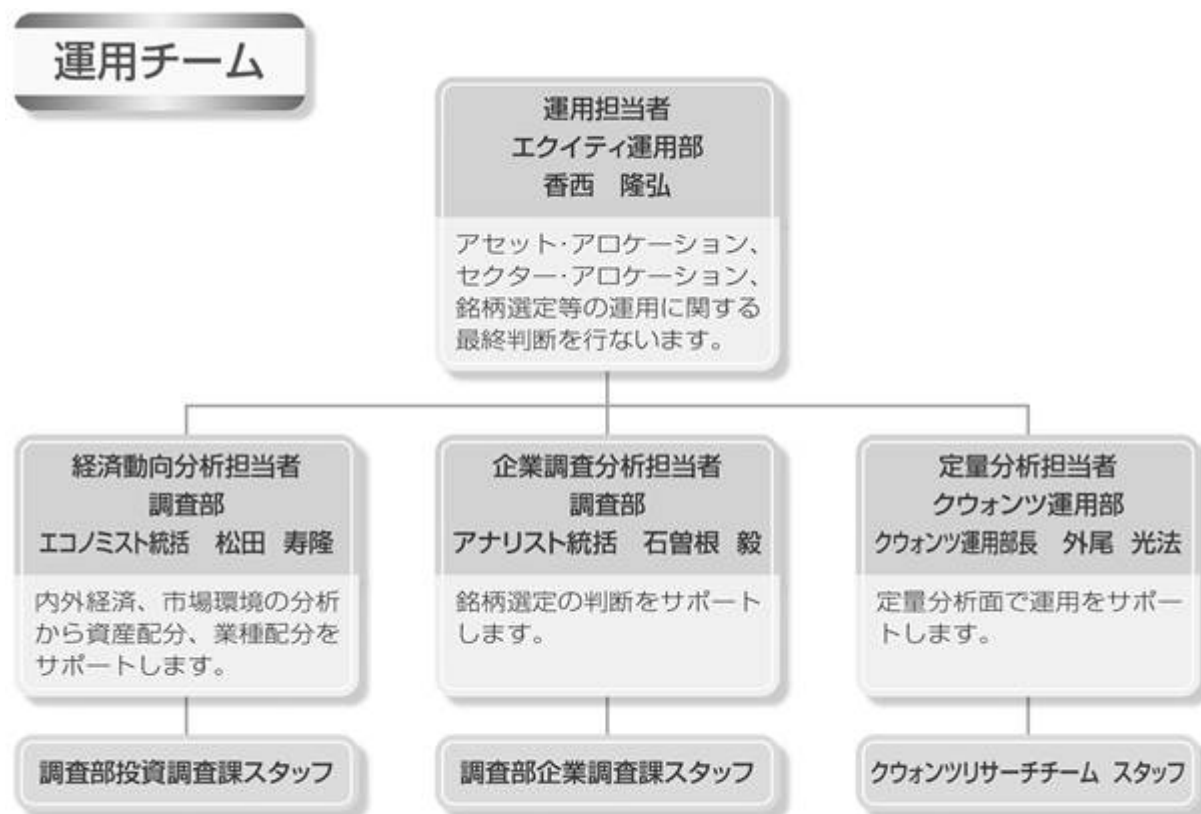 運用チーム
運用担当者
エクイティ運用部
香西　隆弘
アセット･アロケーション、
セクター･アロケーション、
銘柄選定等の運用に関する
最終判断を行ないます。
経済動向分析担当者
調査部
エコノミスト統括　松田　寿隆
内外経済、市場環境の分析
から資産配分、業種配分を
サポートします。
調査部投資調査課スタッフ
企業調査分析担当者
調査部
アナリスト統括　石曽根　毅
銘柄選定の判断をサポート
します。
調査部企業調査課スタッフ
定量分析担当者
クウォンツ運用部
クウォンツ運用部長　外尾　光法
定量分析面で運用をサポー
トします。
クウォンツリサーチチーム スタッフ